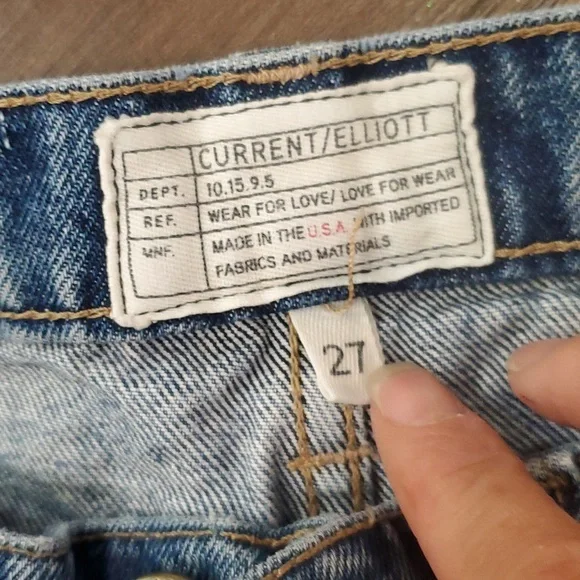 CURRENT/ELLIOTT
DEPT. 10.15.9.5
REF. WEAR FOR LOVE/ LOVE FOR WEAR
MNF. MADE IN THE U.S.A. WITH IMPORTED
FABRICS AND MATERIALS
27